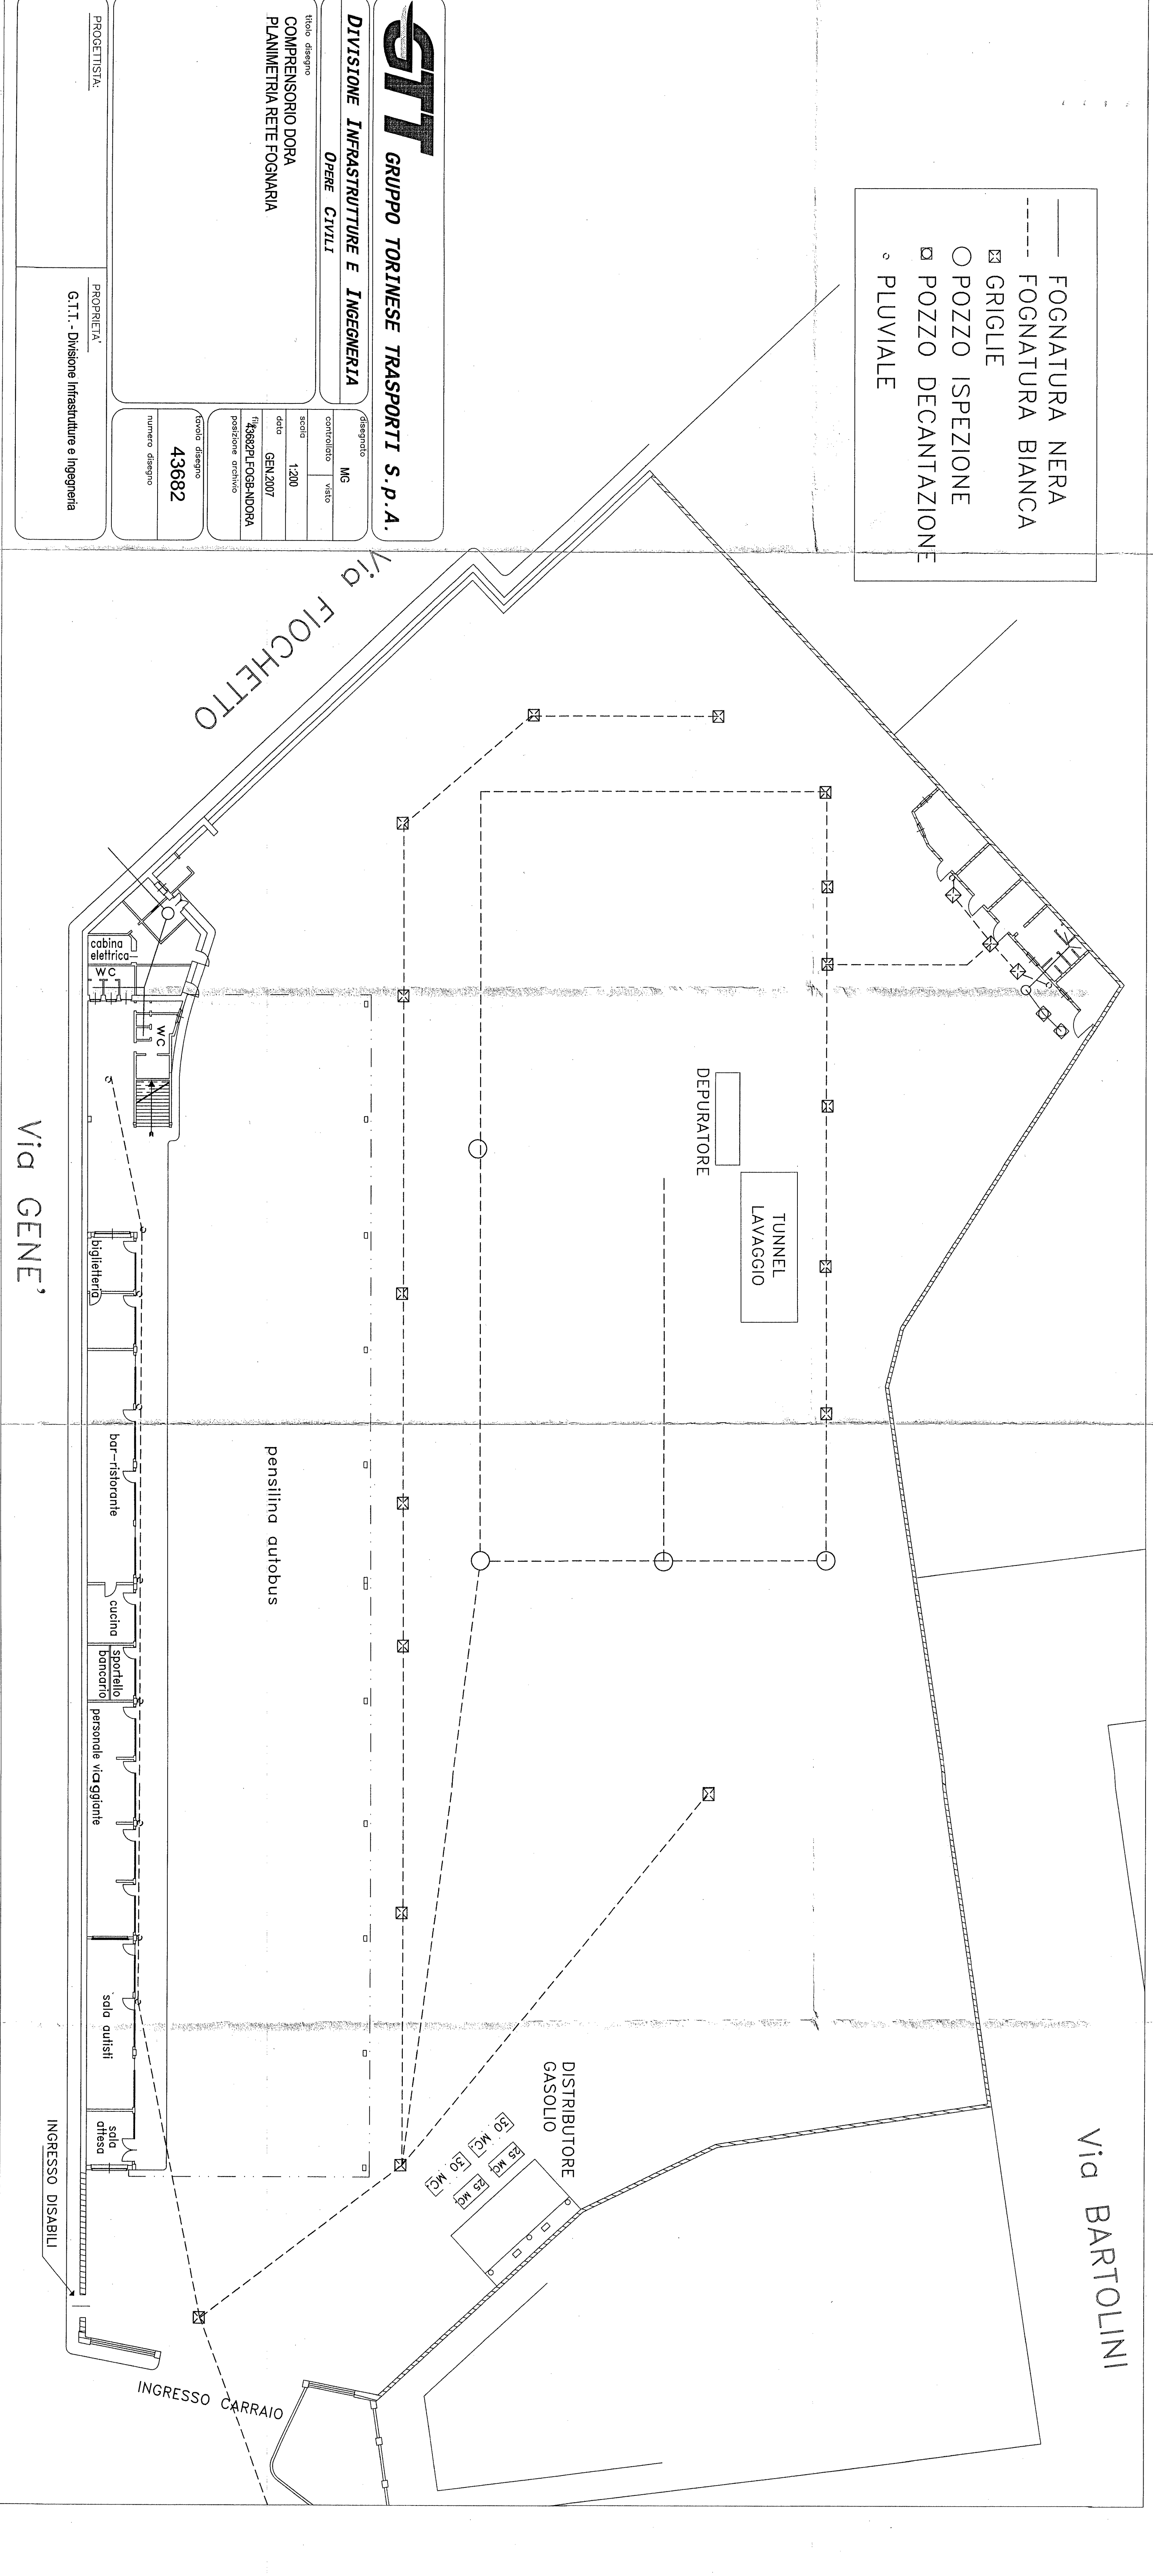 FOGNATURA NERA
FOGNATURA BIANCA
GRIGLIE
POZZO ISPEZIONE
POZZO DECANTAZIONE
PLUVIALE
GTT GRUPPO TORINESE TRASPORTI S.p.A.
DIVISIONE INFRASTRUTTURE E INGEGNERIA
OPERE CIVILI
titolo disegno
COMPRENSORIO DORA
PLANIMETRIA RETE FOGNARIA
disegnato
MG
controllato
visto
scala
1:200
data
GEN.2007
file
43682PLFOGB-NDORA
posizione archivio
tavola disegno
43682
numero disegno
PROGETTISTA:
PROPRIETA'
G.T.T. - Divisione Infrastrutture e Ingegneria
Via FIOCHETTO
Via BARTOLINI
Via GENE'
DEPURATORE
TUNNEL
LAVAGGIO
DISTRIBUTORE
GASOLIO
30 MC.
25 MC
30 MC.
25 MC
pensilina autobus
cabina
elettrica
WC
WC
biglietteria
bar-ristorante
cucina
sportello
bancario
personale viaggiante
sala autisti
sala
attesa
INGRESSO DISABILI
INGRESSO CARRAIO